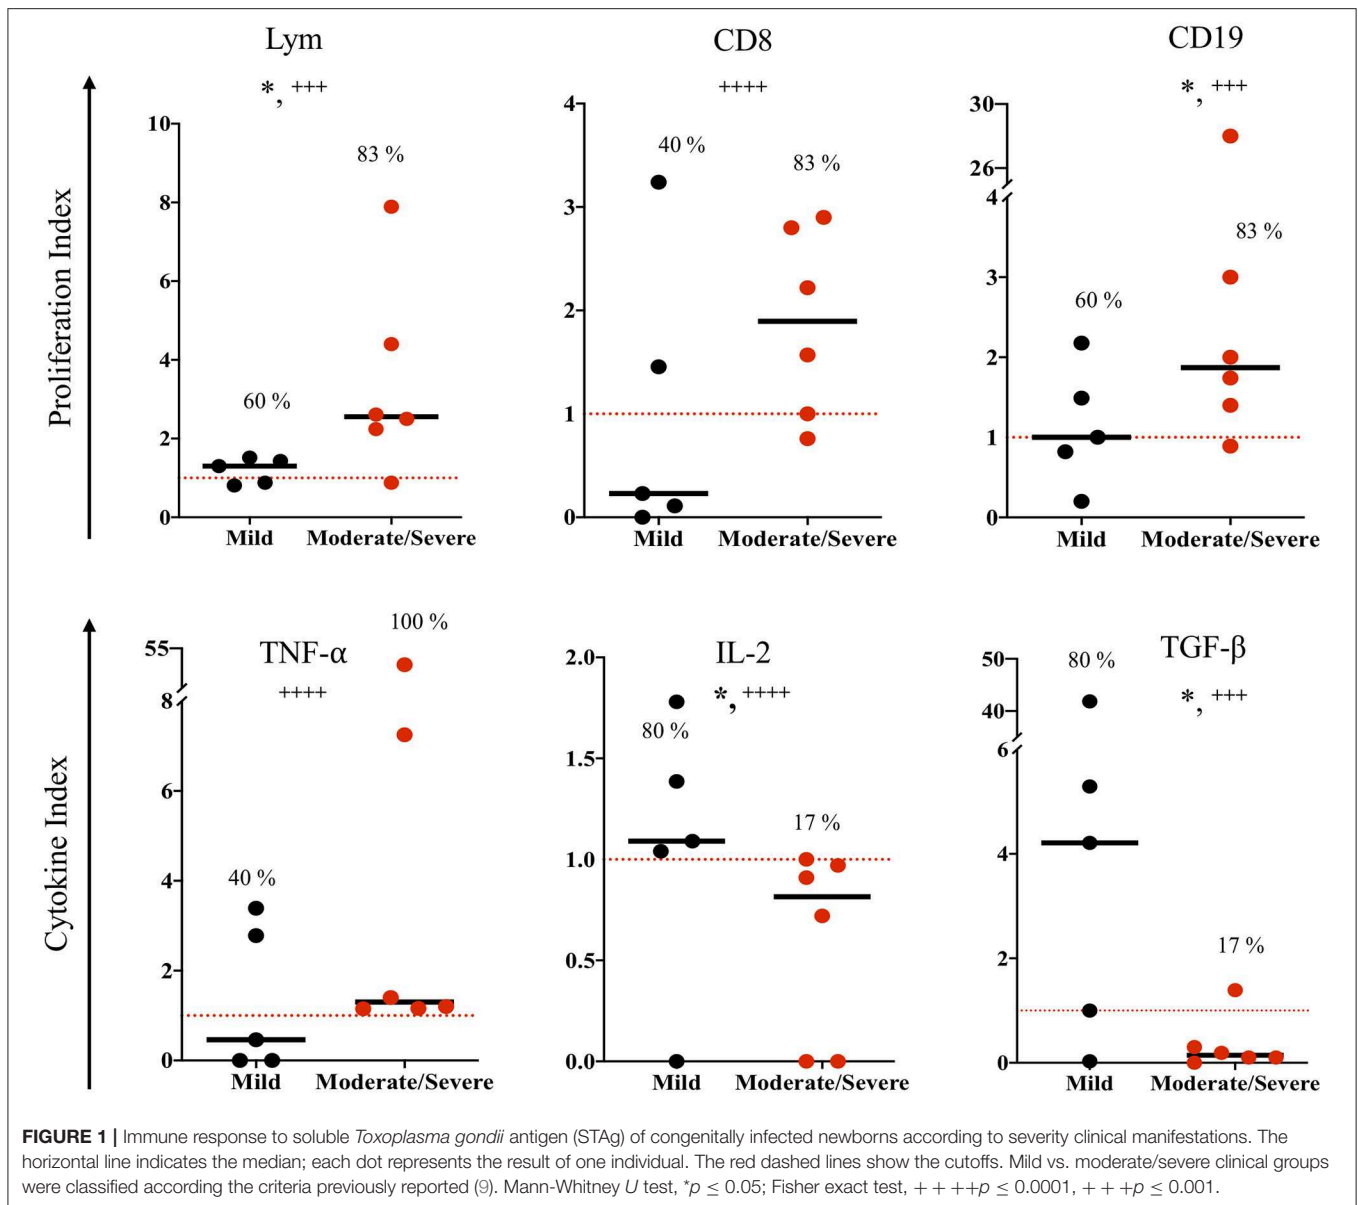 Lym
*, +++
Proliferation Index
10
8
6
4
2
0
60 %
83 %
Mild
Moderate/Severe
CD8
++++
4
3
2
1
0
40 %
83 %
Mild
Moderate/Severe
CD19
*, +++
30
26
4
3
2
1
0
60 %
83 %
Mild
Moderate/Severe
Cytokine Index
TNF-α
++++
55
8
6
4
2
0
40 %
100 %
Mild
Moderate/Severe
IL-2
*, ++++
2.0
1.5
1.0
0.5
0.0
80 %
17 %
Mild
Moderate/Severe
TGF-β
*, +++
50
40
6
4
2
0
80 %
17 %
Mild
Moderate/Severe
FIGURE 1 | Immune response to soluble Toxoplasma gondii antigen (STAg) of congenitally infected newborns according to severity clinical manifestations. The
horizontal line indicates the median; each dot represents the result of one individual. The red dashed lines show the cutoffs. Mild vs. moderate/severe clinical groups
were classified according the criteria previously reported (9). Mann-Whitney U test, *p ≤ 0.05; Fisher exact test, + + ++p ≤ 0.0001, + + +p ≤ 0.001.